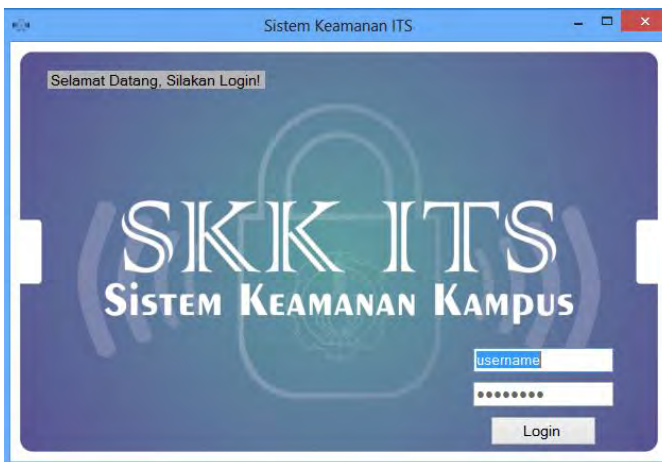 Sistem Keamanan ITS
Selamat Datang, Silakan Login!
SKK ITS
Sistem Keamanan Kampus
username
●●●●●●●●
Login